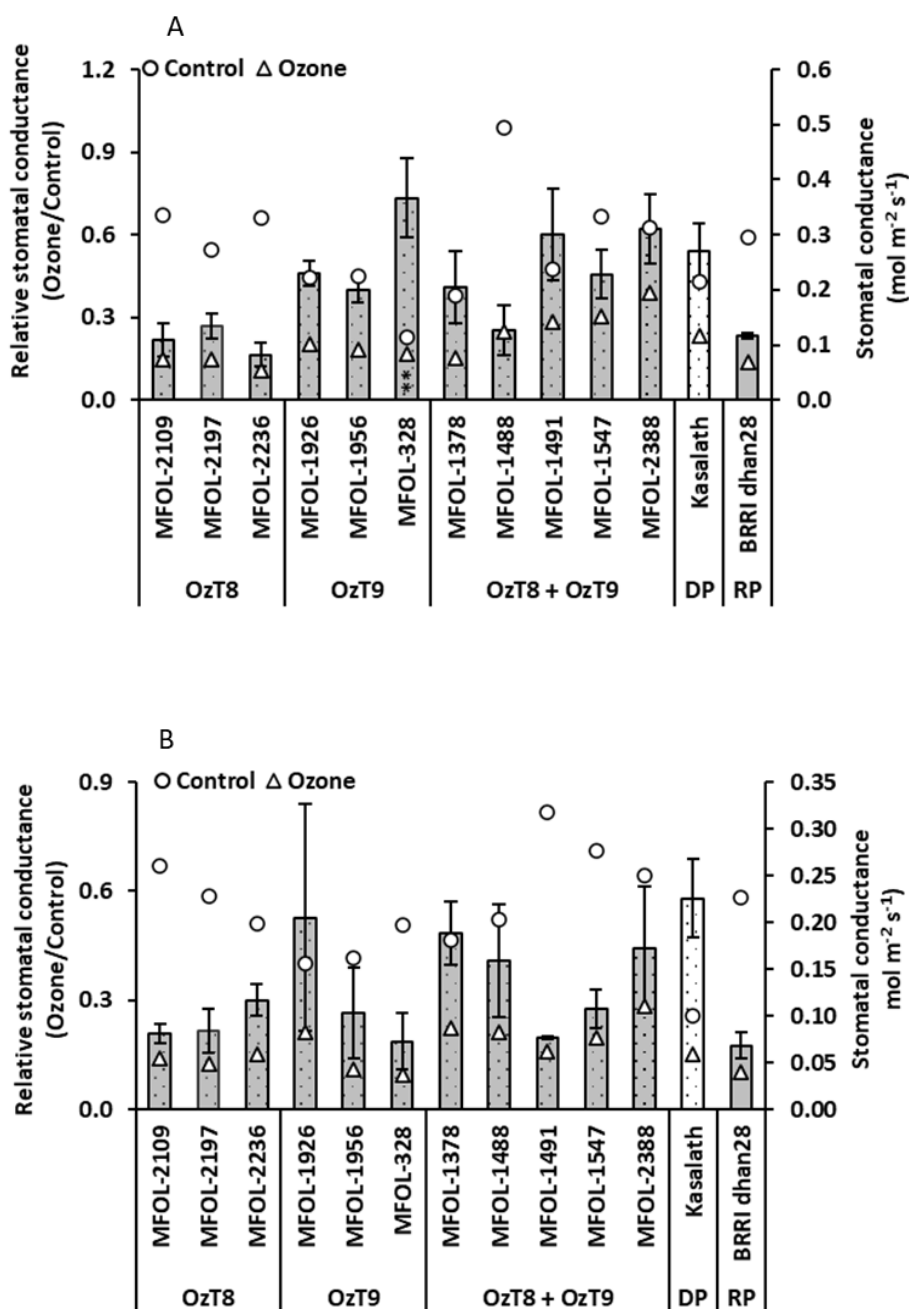 A
○ Control △ Ozone
Relative stomatal conductance
(Ozone/Control)
1.2
0.9
0.6
0.3
0.0
0.6
0.5
0.4
0.3
0.2
0.1
0.0
Stomatal conductance
(mol m⁻² s⁻¹)
**
MFOL-2109
MFOL-2197
MFOL-2236
MFOL-1926
MFOL-1956
MFOL-328
MFOL-1378
MFOL-1488
MFOL-1491
MFOL-1547
MFOL-2388
Kasalath
BRRI dhan28
OzT8
OzT9
OzT8 + OzT9
DP
RP
B
○ Control △ Ozone
Relative stomatal conductance
(Ozone/Control)
0.9
0.6
0.3
0.0
0.35
0.30
0.25
0.20
0.15
0.10
0.05
0.00
Stomatal conductance
mol m⁻² s⁻¹)
MFOL-2109
MFOL-2197
MFOL-2236
MFOL-1926
MFOL-1956
MFOL-328
MFOL-1378
MFOL-1488
MFOL-1491
MFOL-1547
MFOL-2388
Kasalath
BRRI dhan28
OzT8
OzT9
OzT8 + OzT9
DP
RP